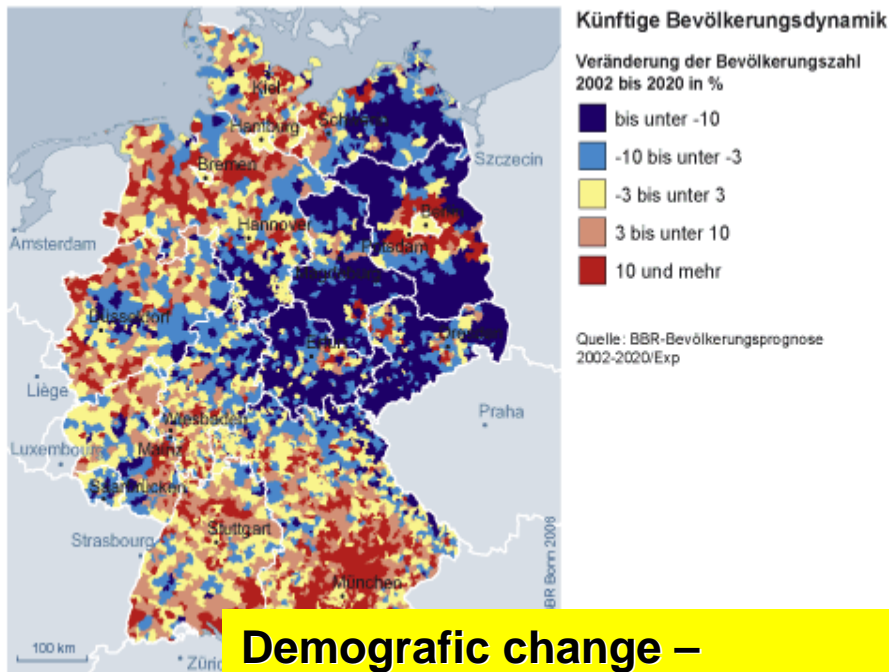 Künftige Bevölkerungsdynamik
Veränderung der Bevölkerungszahl
2002 bis 2020 in %
bis unter -10
-10 bis unter -3
-3 bis unter 3
3 bis unter 10
10 und mehr
Quelle: BBR-Bevölkerungsprognose
2002-2020/Exp
Kiel
Hamburg
Bremen
Szczecin
Berlin
Hannover
Potsdam
Amsterdam
Magdeburg
Düsseldorf
Dresden
Erfurt
Liège
Praha
Wiesbaden
Luxembourg
Mainz
Saarbrücken
Stuttgart
Strasbourg
München
BBR Bonn 2006
100 km
Demografic change –